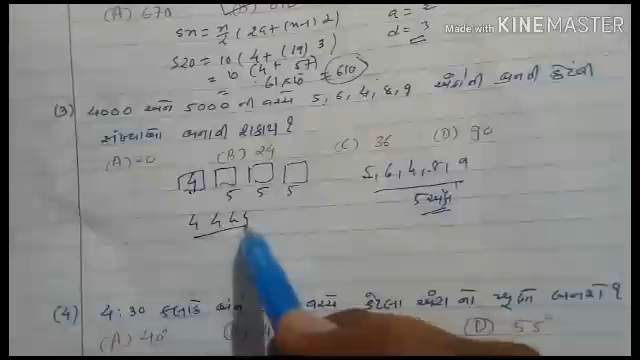 (A) 670
Made with KINEMASTER
Sn = n/2 (2a + (n-1) d
a = 2
d = 3
S20 = 10 (4 + (19) 3
= 10 (4 + 57)
= 61×10 = 610
(3) 4000 અને 5000 ની વચ્ચે 5, 6, 4, 8, 9 અંકોની બનતી કેટલી
સંખ્યાઓ બનાવી શકાય?
(A) (B) 24 (C) 36 (D) 90
4 5 5 5
5, 6, 4, 8, 9
5 અંક
4 4 4 5
(4) 4:30 કલાકે વચ્ચે કેટલા અંશ નો ખૂણો બનશે?
(A) 40° (D) 55°